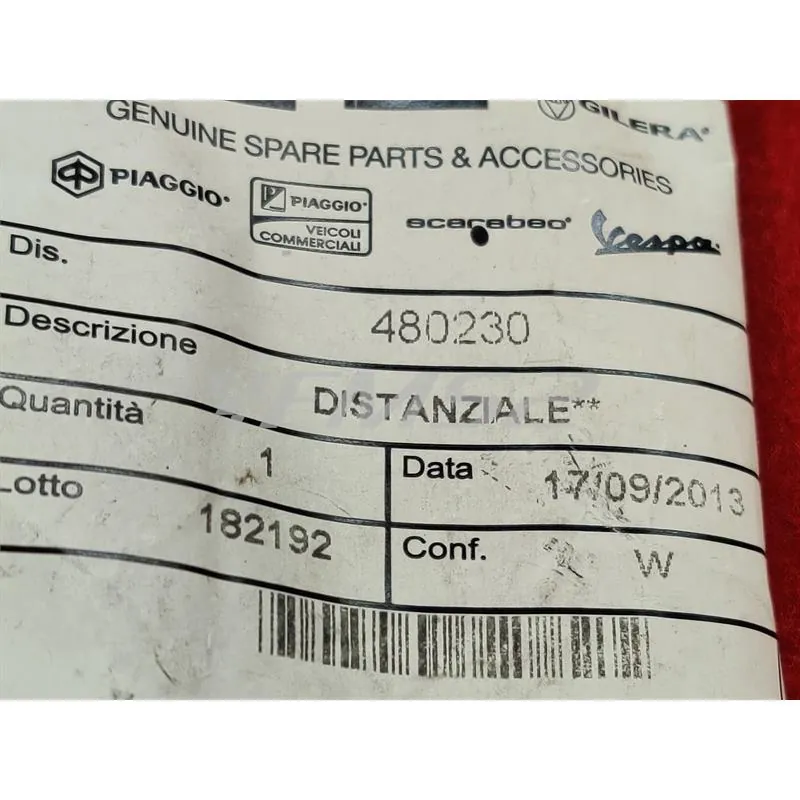 GILERA
GENUINE SPARE PARTS & ACCESSORIES
PIAGGIO
PIAGGIO
VEICOLI
COMMERCIALI
scarabeo
Vespa
Dis.
480230
Descrizione
DISTANZIALE**
Quantità
1
Data
17/09/2013
Lotto
182192
Conf.
W